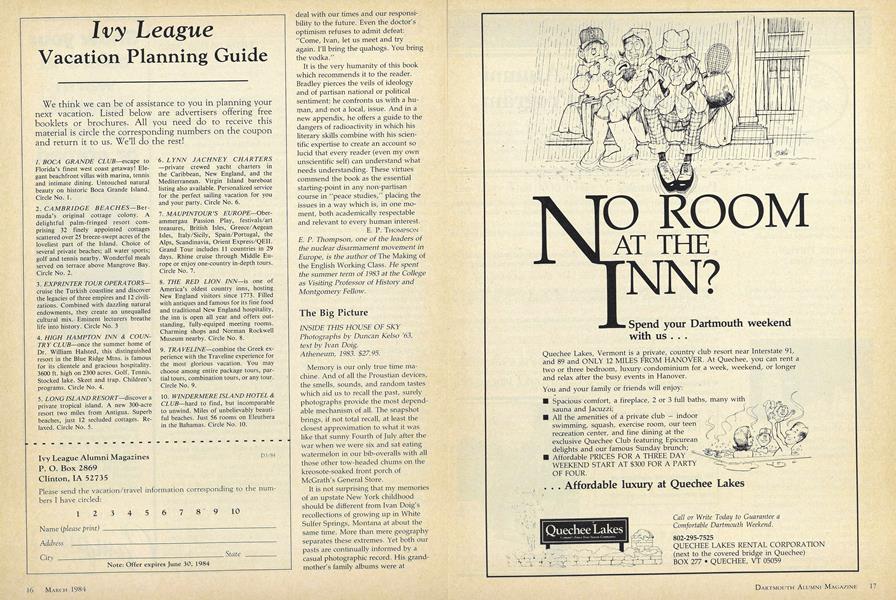 Ivy League
Vacation Planning Guide
We think we can be of assistance to you in planning your
next vacation. Listed below are advertisers offering free
booklets or brochures. All you need do to receive this
material is circle the corresponding numbers on the coupon
and return it to us. We'll do the rest!
1. BOCA GRANDE CLUB—escape to
Florida's finest west coast getaway! Ele-
gant beachfront villas with marina, tennis
and intimate dining. Untouched natural
beauty on historic Boca Grande Island.
Circle No. 1.
2. CAMBRIDGE BEACHES—Ber-
muda's original cottage colony. A
delightful palm-fringed resort com-
prising 32 finely appointed cottages
scattered over 25 breeze-swept acres of the
loveliest part of the Island. Choice of
several private beaches; all water sports;
golf and tennis nearby. Wonderful meals
served on terrace above Mangrove Bay.
Circle No. 2.
3. EXPRINTER TOUR OPERATORS—
cruise the Turkish coastline and discover
the legacies of three empires and 12 civili-
zations. Combined with dazzling natural
endowments, they create an unequalled
cultural mix. Eminent lecturers breathe
life into history. Circle No. 3
4. HIGH HAMPTON INN & COUN-
TRY CLUB—once the summer home of
Dr. William Halsted, this distinguished
resort in the Blue Ridge Mtns. is famous
for its clientele and gracious hospitality.
3600 ft. high on 2300 acres. Golf, Tennis.
Stocked lake. Skeet and trap. Children's
programs. Circle No. 4.
5. LONG ISLAND RESORT—discover a
private tropical island. A new 300-acre
resort two miles from Antigua. Superb
beaches, just 12 secluded cottages. Re-
laxed. Circle No. 5.
6. LYNN JACHNEY CHARTERS
—private crewed yacht charters in
the Caribbean, New England, and the
Mediterranean. Virgin Island bareboat
listing also available. Personalized service
for the perfect sailing vacation for you
and your party. Circle No. 6.
7. MAUPINTOUR'S EUROPE—Ober-
ammergau Passion Play, festivals/art
treasures, British Isles, Greece/Aegean
Isles, Italy/Sicily, Spain/Portugal, the
Alps, Scandinavia, Orient Express/QEII.
Grand Tour includes 11 countries in 29
days. Rhine cruise through Middle Eu-
rope or enjoy one-country in-depth tours.
Circle No. 7.
8. THE RED LION INN—is one of
America's oldest country inns, hosting
New England visitors since 1773. Filled
with antiques and famous for its fine food
and traditional New England hospitality,
the inn is open all year and offers out-
standing, fully-equiped meeting rooms.
Charming shops and Norman Rockwell
Museum nearby. Circle No. 8.
9. TRAVELINE—combine the Greek ex-
perience with the Traveline experience for
the most glorious vacation. You may
choose among entire package tours, par-
tial tours, combination tours, or any tour.
Circle No. 9.
10. WINDERMERE ISLAND HOTEL &
CLUB—hard to find, but incomparable
to unwind. Miles of unbelievably beauti-
ful beaches. Just 56 rooms on Eleuthera
in the Bahamas. Circle No. 10.
Ivy League Alumni Magazines
D3/84
P. O. Box 2869
Clinton, IA 52735
Please send the vacation/travel information corresponding to the num-
bers I have circled:
1 2 3 4 5 6 7 8 9 10
Name (please print)
Address
City State
Note: Offer expires June 30, 1984
16 MARCH 1984
deal with our times and our responsi-
bility to the future. Even the doctor's
optimism refuses to admit defeat:
"Come, Ivan, let us meet and try
again. I'll bring the quahogs. You bring
the vodka."
It is the very humanity of this book
which recommends it to the reader.
Bradley pierces the veils of ideology
and of partisan national or political
sentiment: he confronts us with a hu-
man, and not a local, issue. And in a
new appendix, he offers a guide to the
dangers of radioactivity in which his
literary skills combine with his scien-
tific expertise to create an account so
lucid that every reader (even my own
unscientific self) can understand what
needs understanding. These virtues
commend the book as the essential
starting-point in any non-partisan
course in "peace studies," placing the
issues in a way which is, in one mo-
ment, both academically respectable
and relevant to every human interest.
E. P. THOMPSON
E. P. Thompson, one of the leaders of
the nuclear disarmament movement in
Europe, is the author of The Making of
the English Working Class. He spent
the summer term of 1983 at the College
as Visiting Professor of History and
Montgomery Fellow.
The Big Picture
INSIDE THIS HOUSE OF SKY
Photographs by Duncan Kelso '63,
text by Ivan Doig.
Atheneum, 1983. $27.95.
Memory is our only true time ma-
chine. And of all the Proustian devices,
the smells, sounds, and random tastes
which aid us to recall the past, surely
photographs provide the most depend-
able mechanism of all. The snapshot
brings, if not total recall, at least the
closest approximation to what it was
like that sunny Fourth of July after the
war when we were six and sat eating
watermelon in our bib-overalls with all
those other tow-headed chums on the
kreosote-soaked front porch of
McGrath's General Store.
It is not surprising that my memories
of an upstate New York childhood
should be different from Ivan Doig's
recollections of growing up in White
Sulfer Springs, Montana at about the
same time. More than mere geography
separates these extremes. Yet both our
pasts are continually informed by a
casual photographic record. His grand-
mother's family albums were at
NO ROOM
AT THE
INN?
Spend your Dartmouth weekend
with us . . .
Quechee Lakes, Vermont is a private, country club resort near Interstate 91,
and 89 and ONLY 12 MILES FROM HANOVER. At Quechee, you can rent a
two or three bedroom, luxury condominium for a week, weekend, or longer
and relax after the busy events in Hanover.
You and your family or friends will enjoy:
■ Spacious comfort, a fireplace, 2 or 3 full baths, many with
sauna and Jacuzzi;
■ All the amenities of a private club — indoor
swimming, squash, exercise room, our teen
recreation center, and fine dining at the
exclusive Quechee Club featuring Epicurean
delights and our famous Sunday brunch;
■ Affordable PRICES FOR A THREE DAY
WEEKEND START AT $300 FOR A PARTY
OF FOUR.
. . . Affordable luxury at Quechee Lakes
Quechee Lakes
Call or Write Today to Guarantee a
Comfortable Dartmouth Weekend.
802-295-7525
QUECHEE LAKES RENTAL CORPORATION
(next to the covered bridge in Quechee)
BOX 277 • QUECHEE, VT 05059
DARTMOUTH ALUMNI MAGAZINE 17